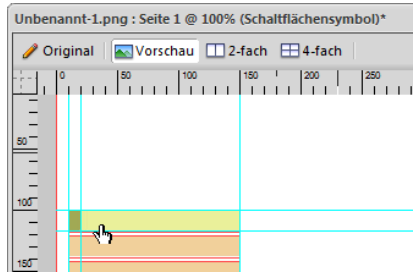 Unbenannt-1.png : Seite 1 @ 100% (Schaltflächensymbol)*
Original Vorschau 2-fach 4-fach
0 50 100 150 200 250
50
100
150